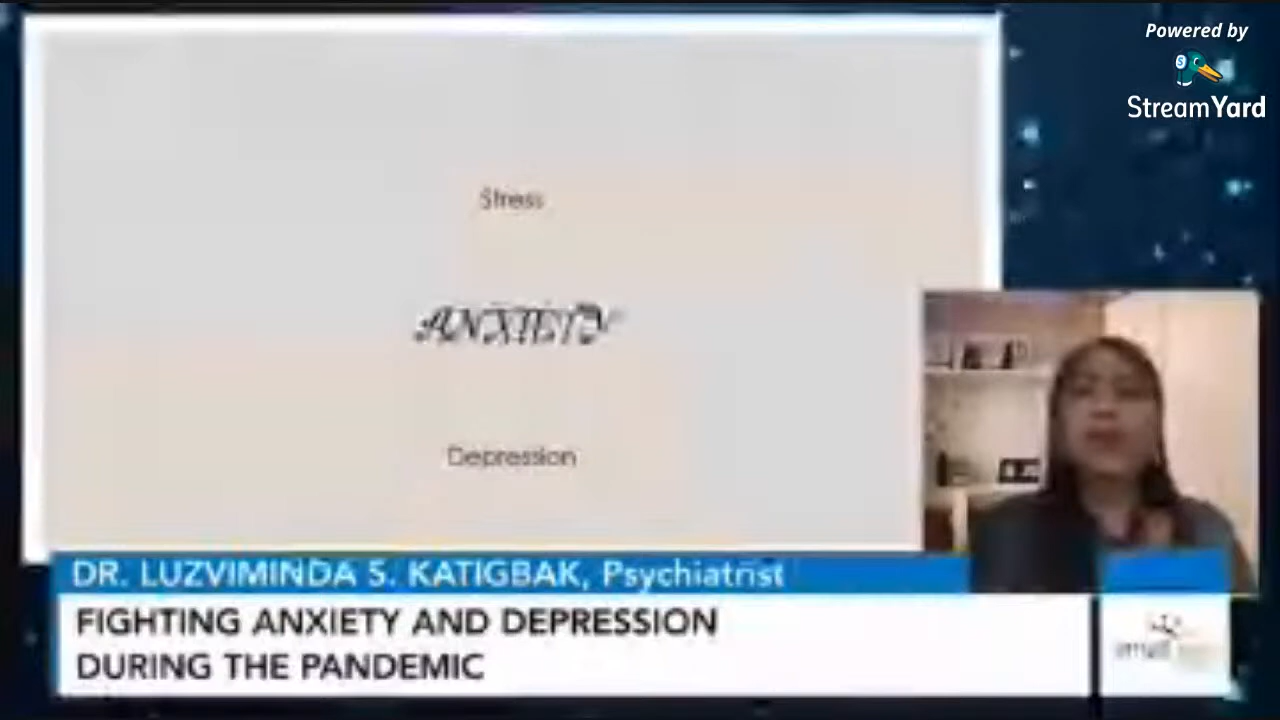 Powered by
StreamYard
Stress
ANXIETY
Depression
DR. LUZVIMINDA S. KATIGBAK, Psychiatrist
FIGHTING ANXIETY AND DEPRESSION
DURING THE PANDEMIC